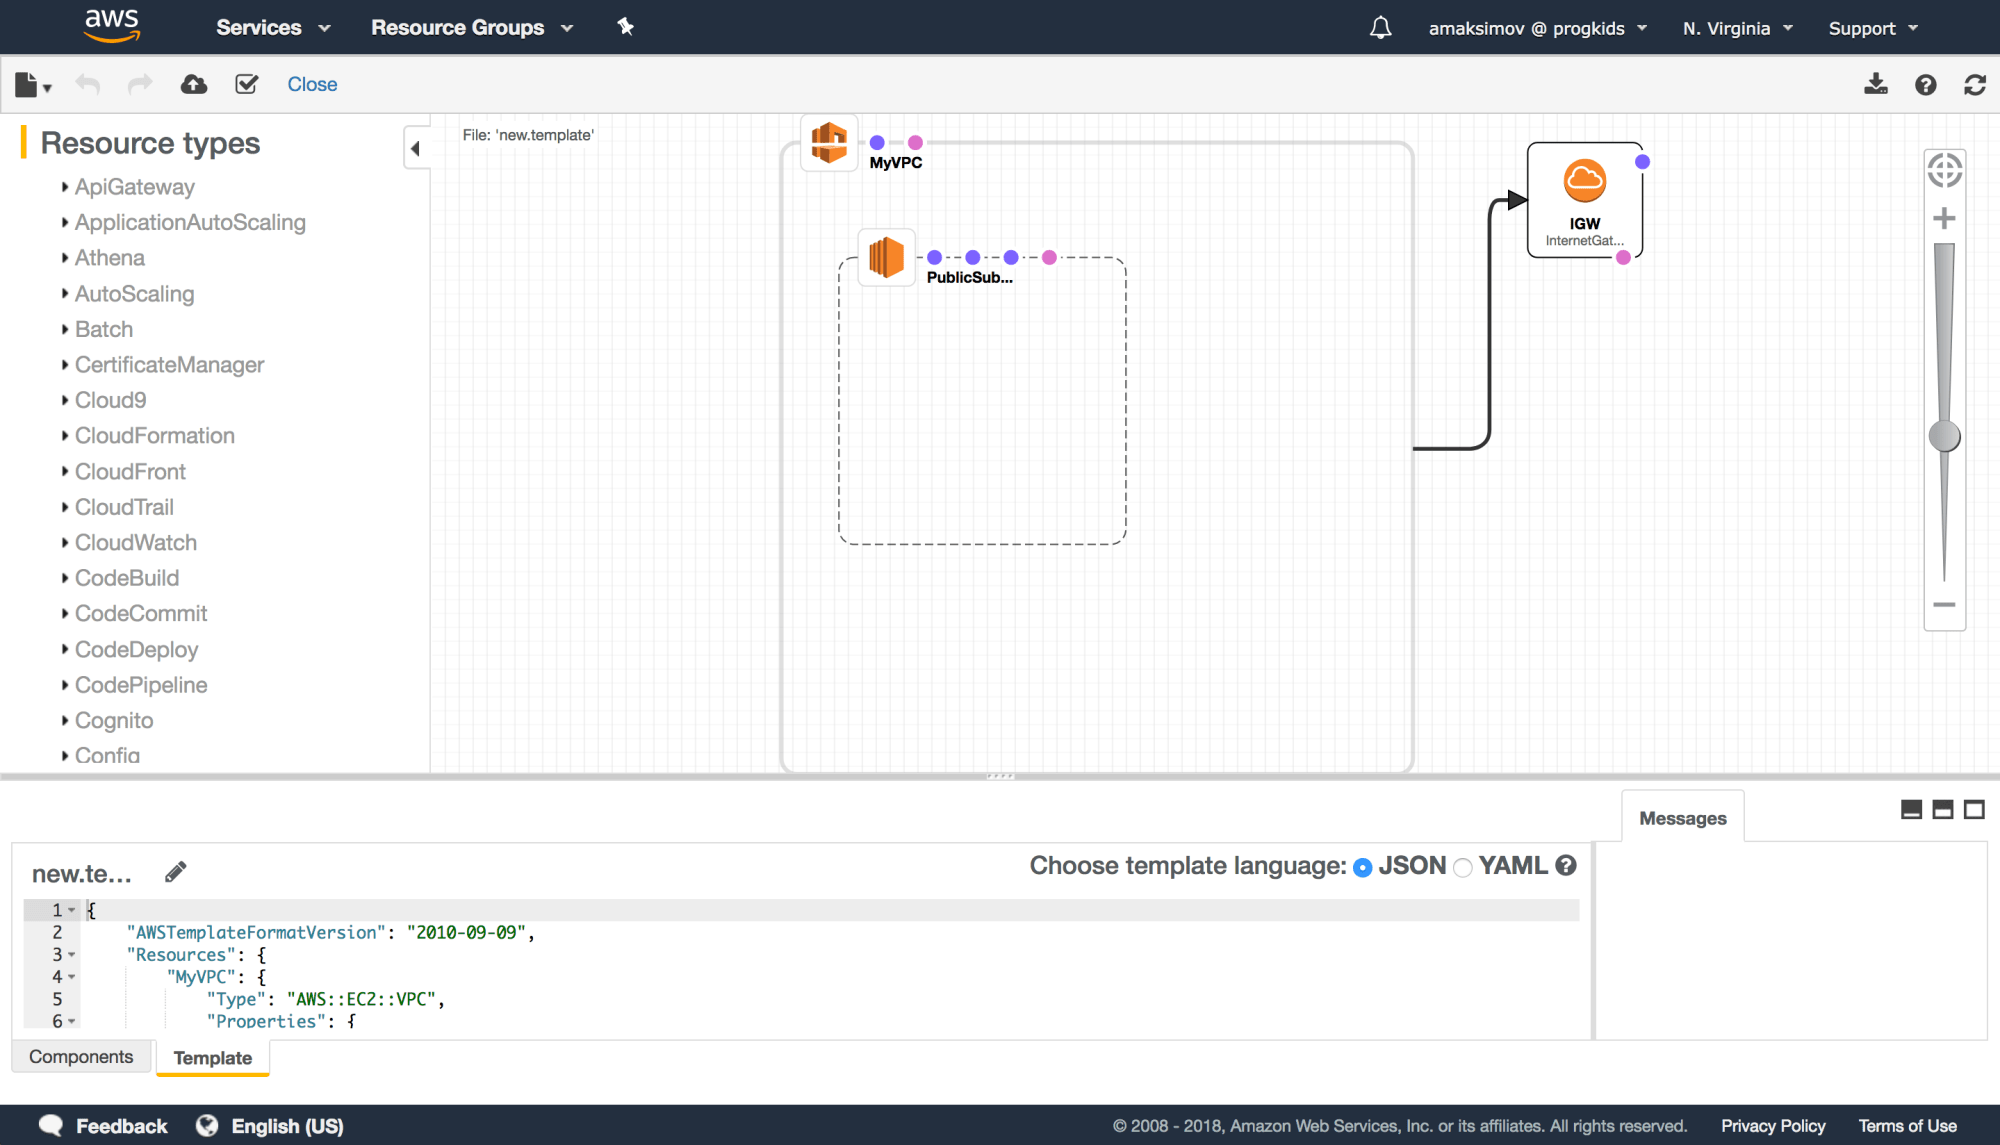 aws
Services
Resource Groups
amaksimov @ progkids
N. Virginia
Support
Close
Resource types
ApiGateway
ApplicationAutoScaling
Athena
AutoScaling
Batch
CertificateManager
Cloud9
CloudFormation
CloudFront
CloudTrail
CloudWatch
CodeBuild
CodeCommit
CodeDeploy
CodePipeline
Cognito
Config
File: 'new.template'
MyVPC
PublicSub...
IGW
InternetGat...
Messages
new.te...
Choose template language: JSON YAML
1 {
2 "AWSTemplateFormatVersion": "2010-09-09",
3 "Resources": {
4 "MyVPC": {
5 "Type": "AWS::EC2::VPC",
6 "Properties": {
Components
Template
Feedback
English (US)
© 2008 - 2018, Amazon Web Services, Inc. or its affiliates. All rights reserved.
Privacy Policy
Terms of Use